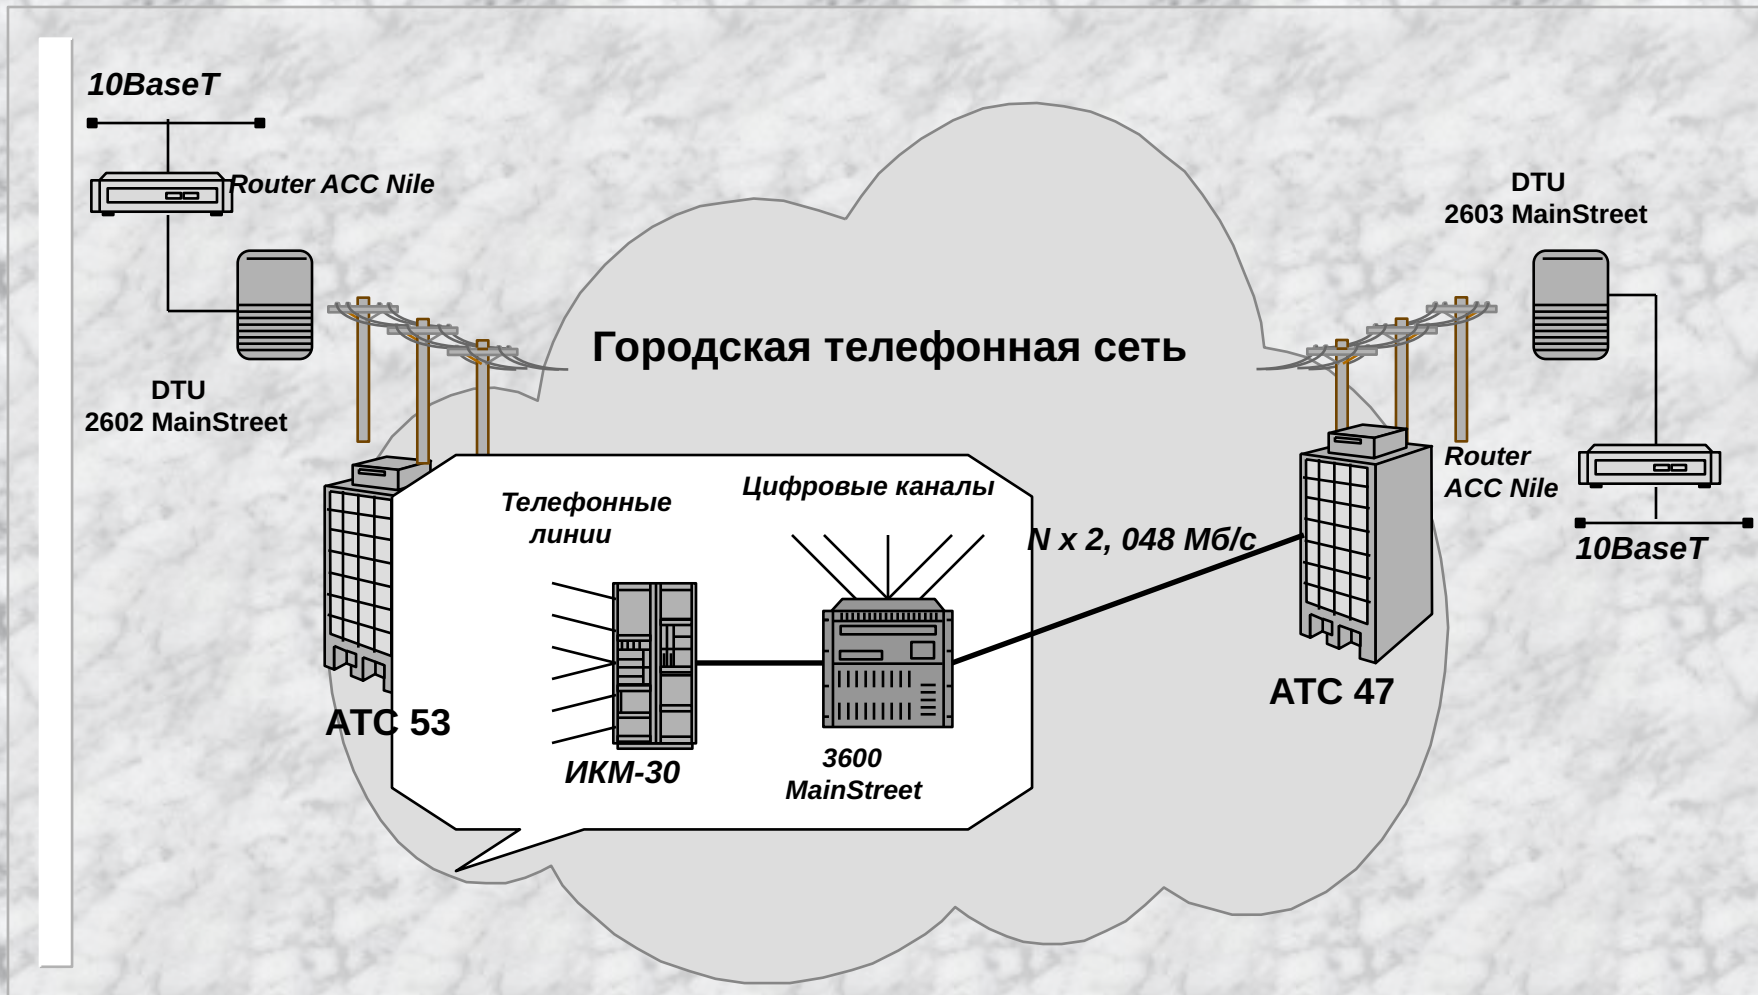 10BaseT
Router ACC Nile
DTU
2602 MainStreet
DTU
2603 MainStreet
Городская телефонная сеть
Телефонные
линии
Цифровые каналы
N x 2, 048 Мб/с
Router
ACC Nile
10BaseT
АТС 53
АТС 47
ИКМ-30
3600
MainStreet